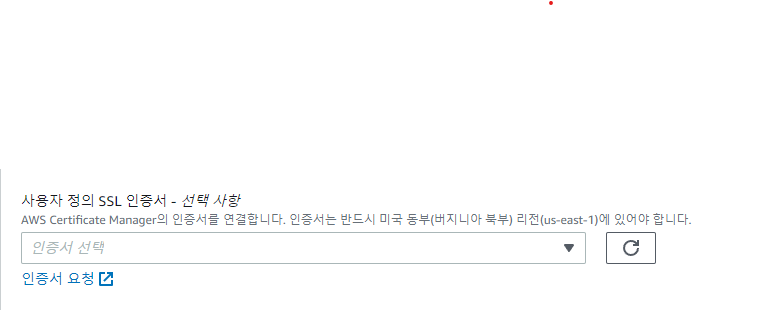 사용자 정의 SSL 인증서 - 선택 사항
AWS Certificate Manager의 인증서를 연결합니다. 인증서는 반드시 미국 동부(버지니아 북부) 리전(us-east-1)에 있어야 합니다.
인증서 선택
인증서 요청